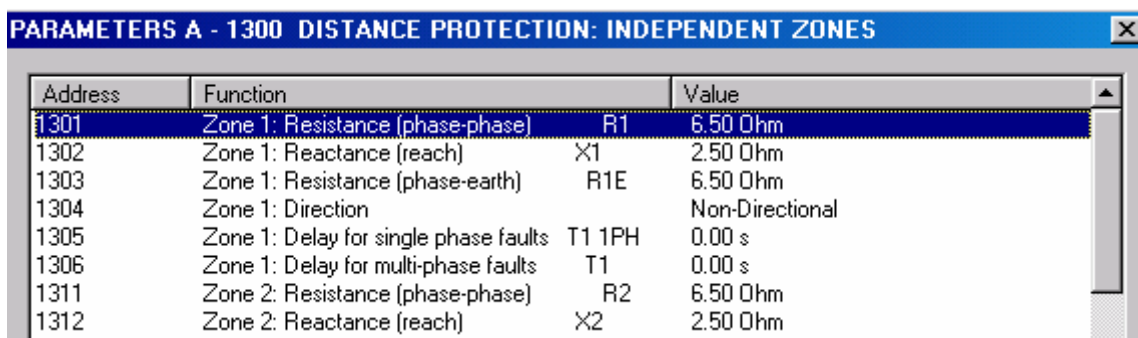 PARAMETERS A - 1300 DISTANCE PROTECTION: INDEPENDENT ZONES
Address Function Value
1301 Zone 1: Resistance (phase-phase) R1 6.50 Ohm
1302 Zone 1: Reactance (reach) X1 2.50 Ohm
1303 Zone 1: Resistance (phase-earth) R1E 6.50 Ohm
1304 Zone 1: Direction Non-Directional
1305 Zone 1: Delay for single phase faults T1 1PH 0.00 s
1306 Zone 1: Delay for multi-phase faults T1 0.00 s
1311 Zone 2: Resistance (phase-phase) R2 6.50 Ohm
1312 Zone 2: Reactance (reach) X2 2.50 Ohm